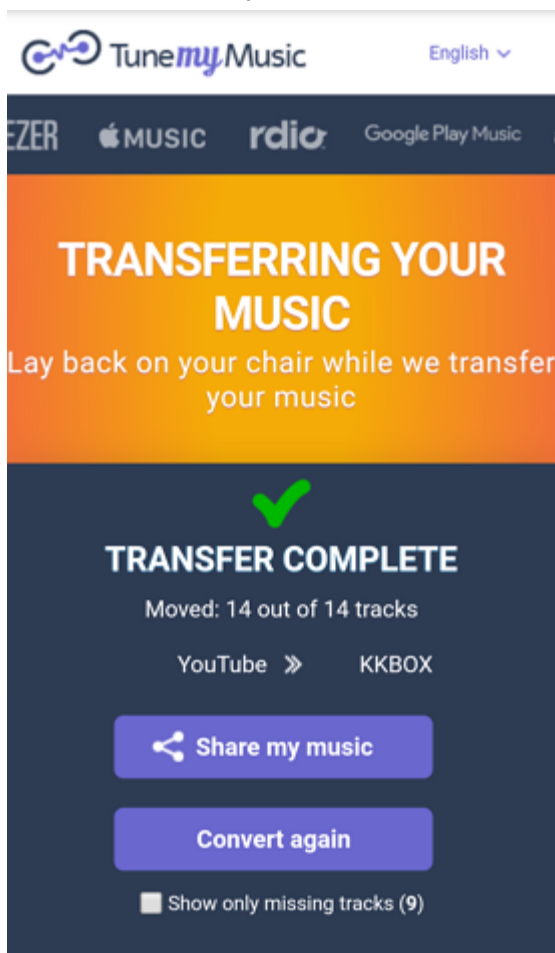 TunemyMusic English
EZER MUSIC rdio Google Play Music
TRANSFERRING YOUR
MUSIC
Lay back on your chair while we transfer
your music
TRANSFER COMPLETE
Moved: 14 out of 14 tracks
YouTube » KKBOX
Share my music
Convert again
Show only missing tracks (9)